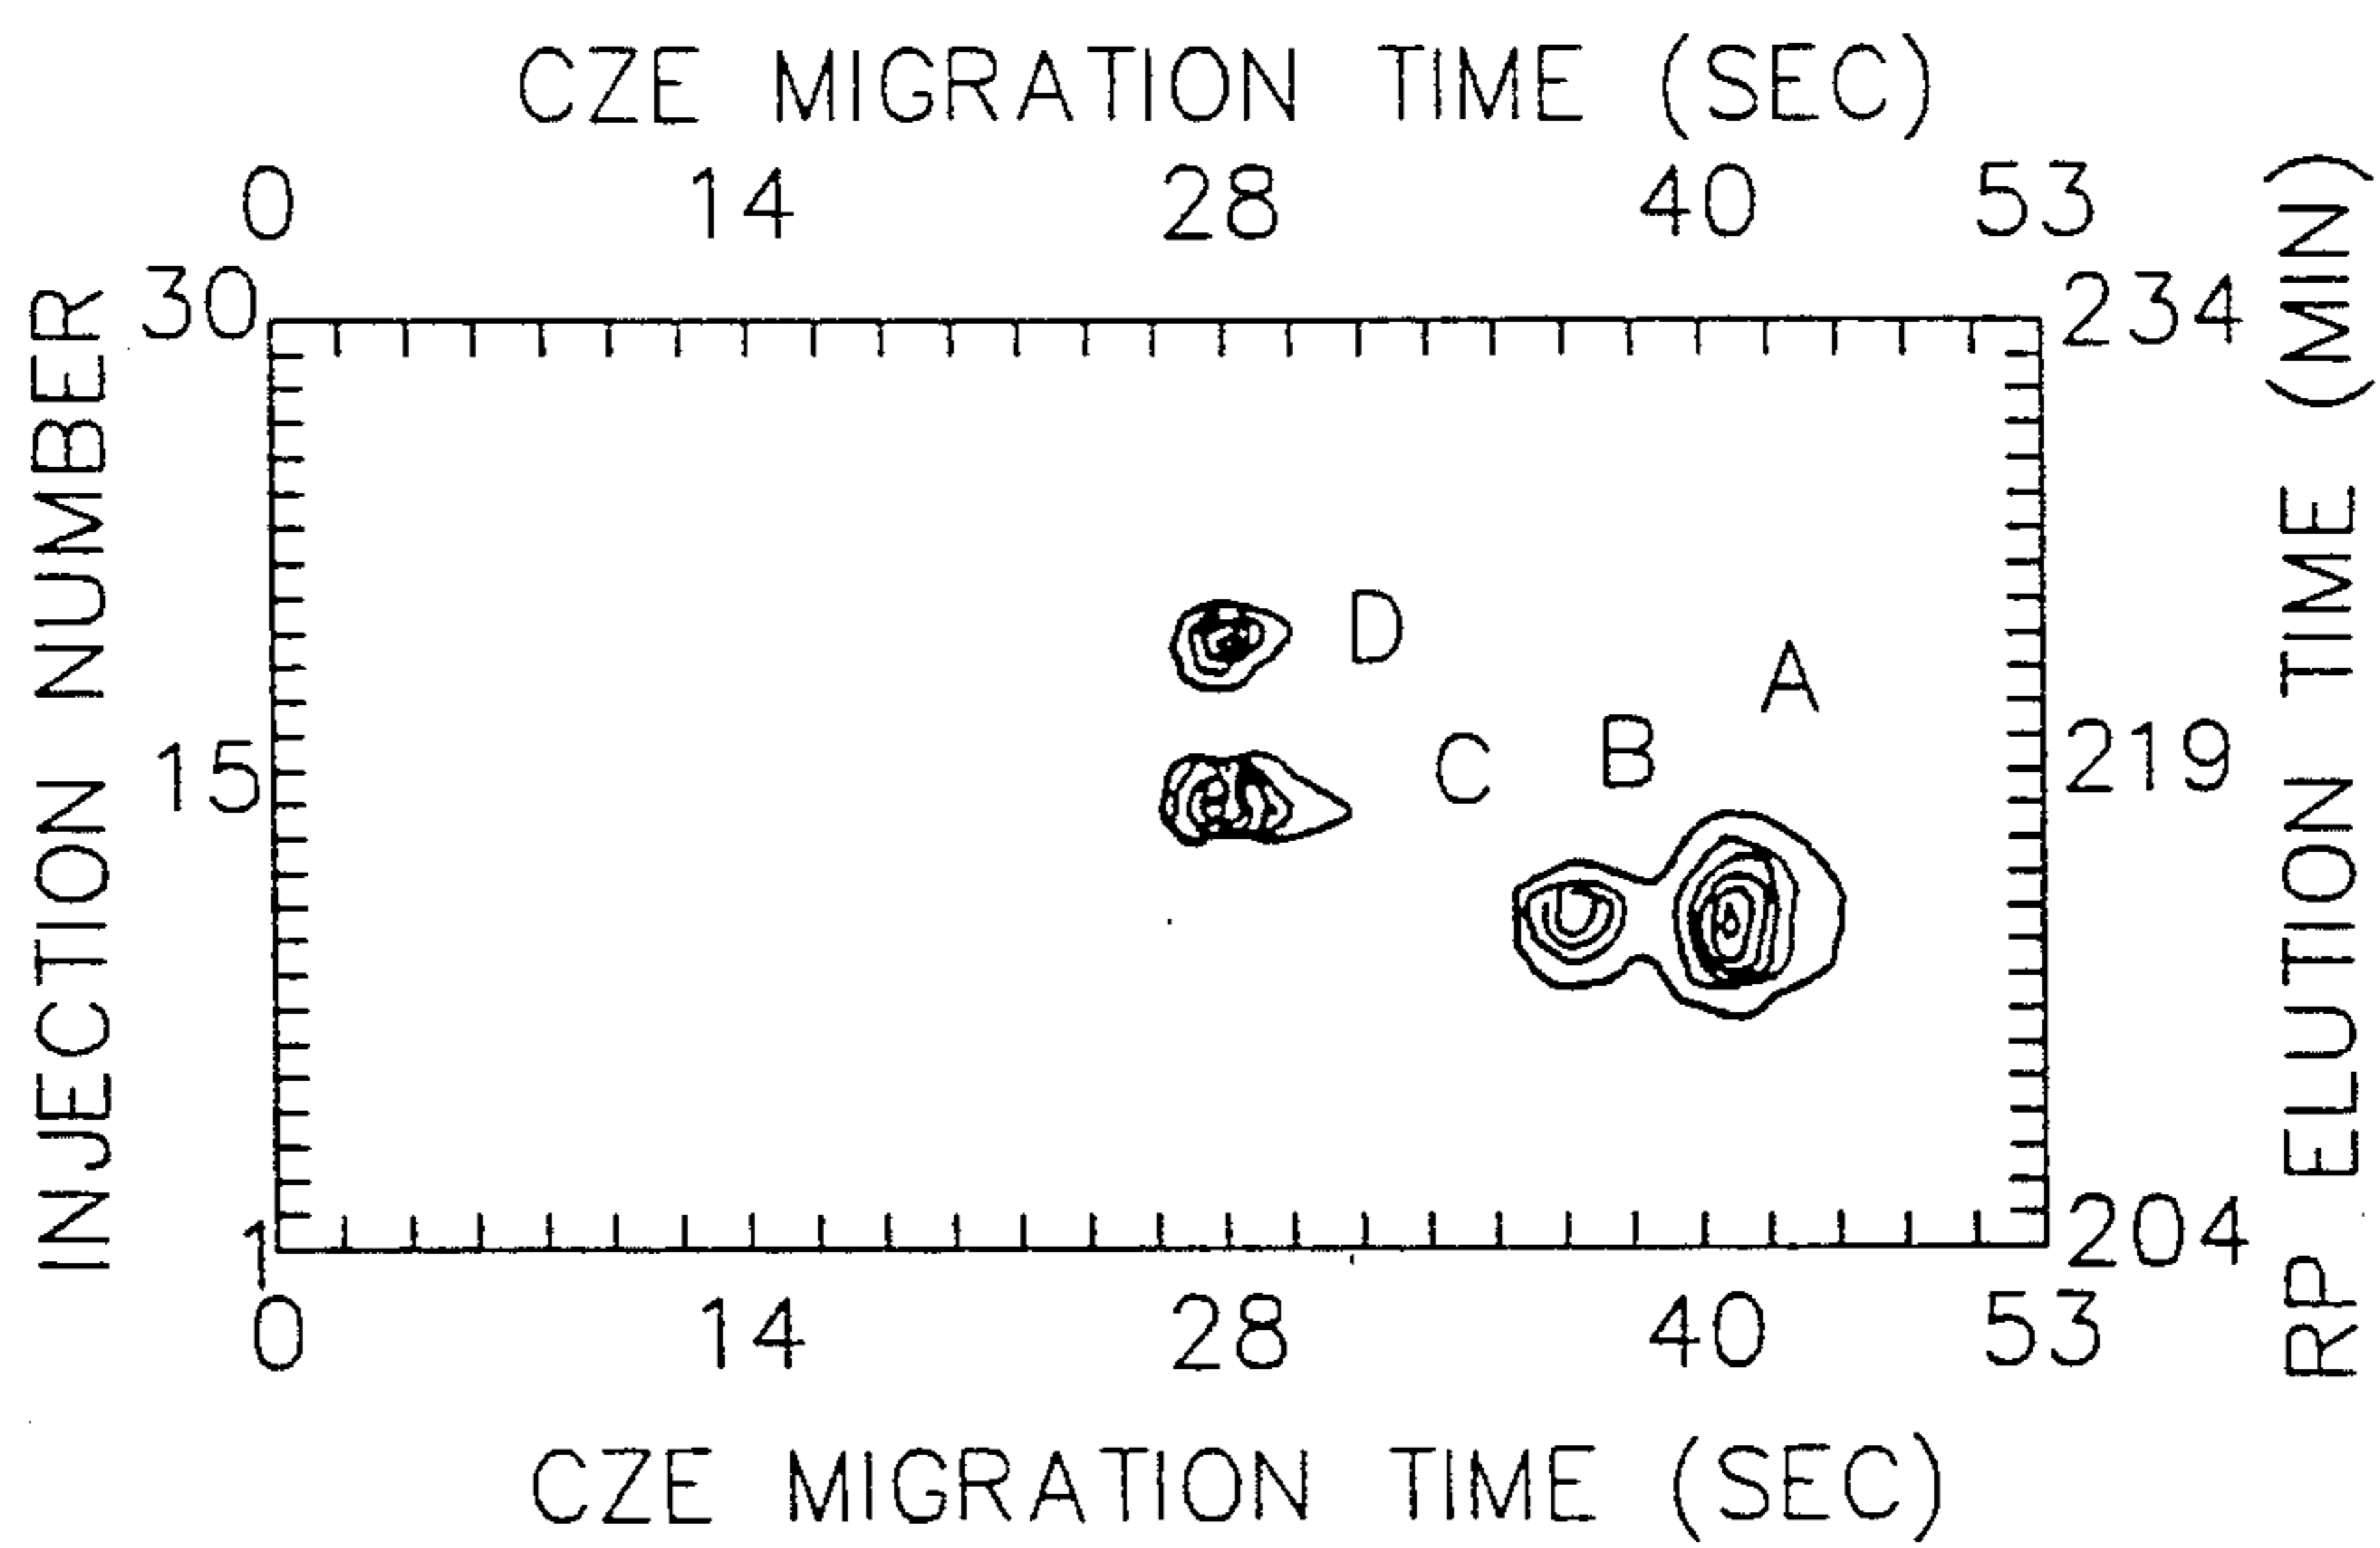 CZE MIGRATION TIME (SEC)
0 14 28 40 53
INJECTION NUMBER
30
15
1
D
A
B
C
234
219
204
RP ELUTION TIME (MIN)
0 14 28 40 53
CZE MIGRATION TIME (SEC)